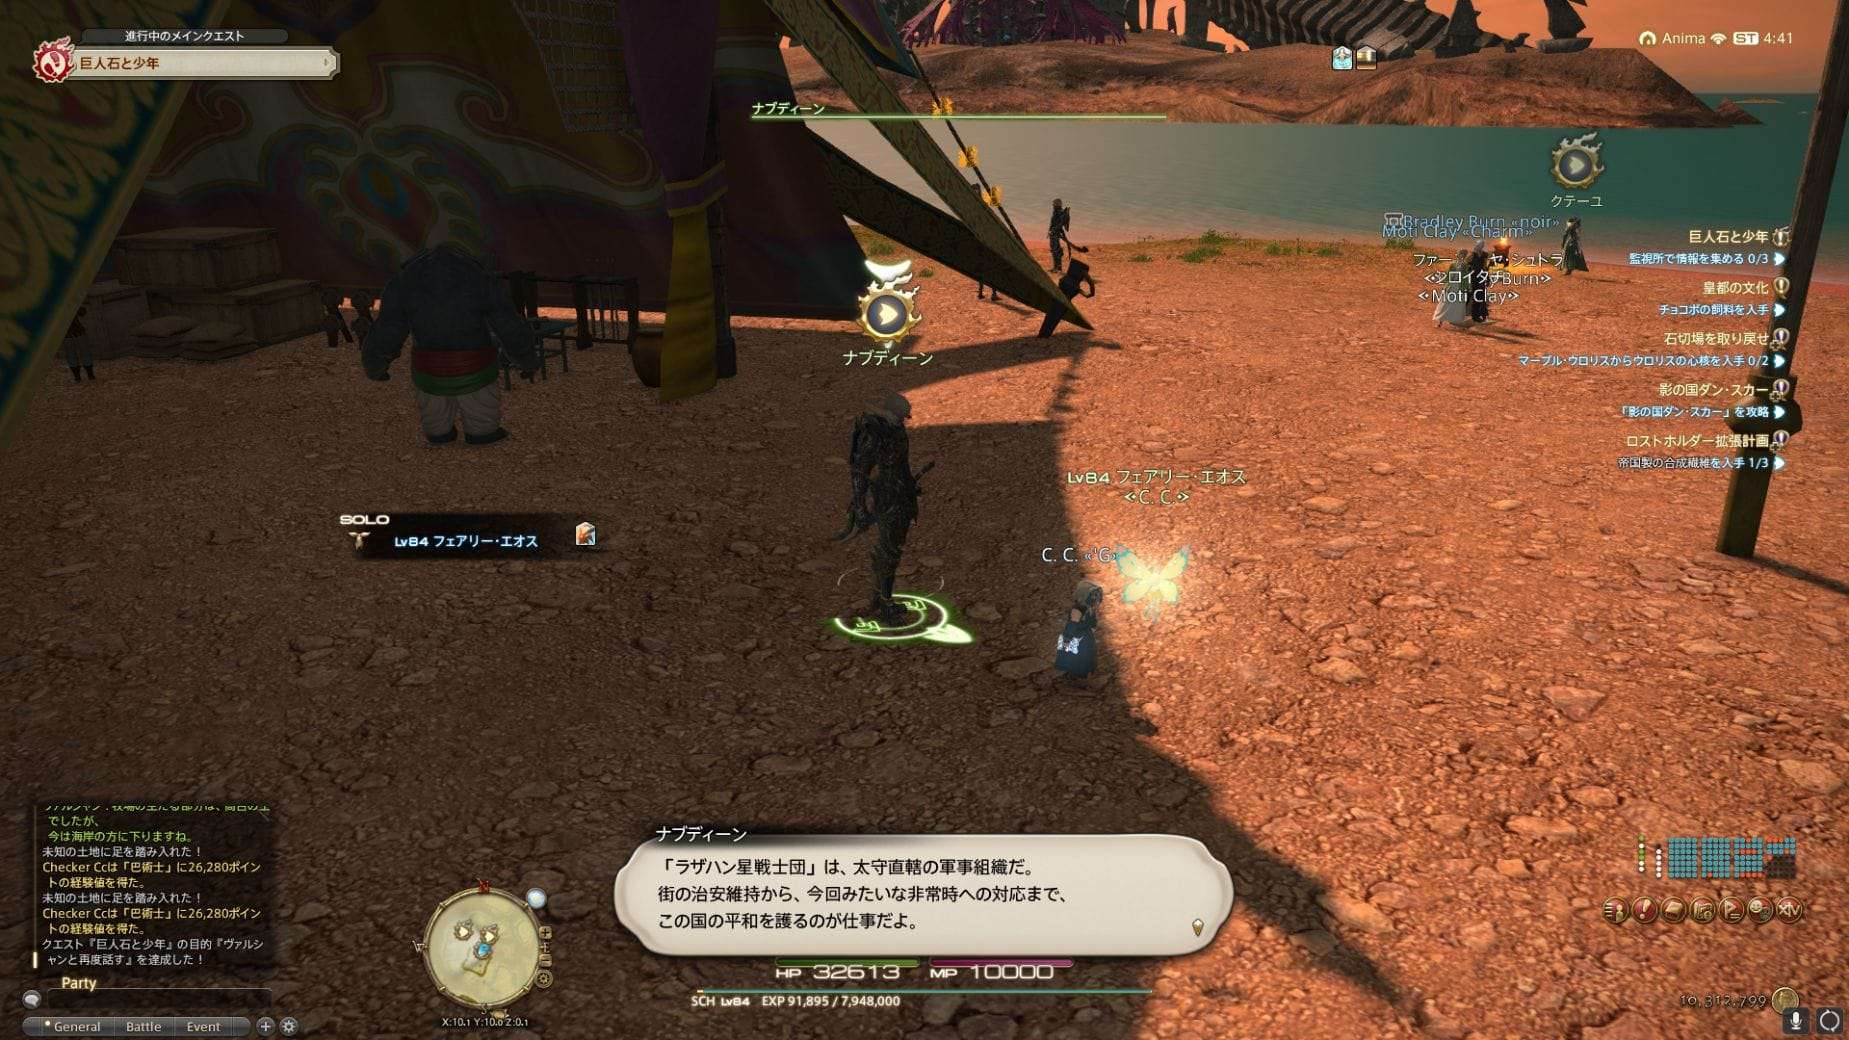 進行中のメインクエスト
巨人石と少年
Anima
ST 4:41
ナブディーン
クテーユ
Bradley Burn «noir»
Moti Clay «Charm»
ヤ・シュトラ
Moti Clay
巨人石と少年
監視所で情報を集める 0/3
皇都の文化
チョコボの飼料を入手
石切場を取り戻せ
マーブル・ウロリスからウロリスの心核を入手 0/2
影の国ダン・スカー
「影の国ダン・スカー」を攻略
ロストホルダー拡張計画
帝国製の合成繊維を入手 1/3
ナブディーン
Lv84 フェアリー・エオス
C. C.
C. C. «'G»
SOLO
Lv84 フェアリー・エオス
でしたが、
今は海岸の方に下りますね。
未知の土地に足を踏み入れた！
Checker Ccは「巴術士」に26,280ポイン
トの経験値を得た。
未知の土地に足を踏み入れた！
Checker Ccは「巴術士」に26,280ポイン
トの経験値を得た。
クエスト『巨人石と少年』の目的『ヴァルシ
ャンと再度話す』を達成した！
Party
General Battle Event
X:10.1 Y:10.0 Z:0.1
ナブディーン
「ラザハン星戦士団」は、太守直轄の軍事組織だ。
街の治安維持から、今回みたいな非常時への対応まで、
この国の平和を護るのが仕事だよ。
HP 32613 MP 10000
SCH Lv84 EXP 91,895 / 7,948,000
10,312,799